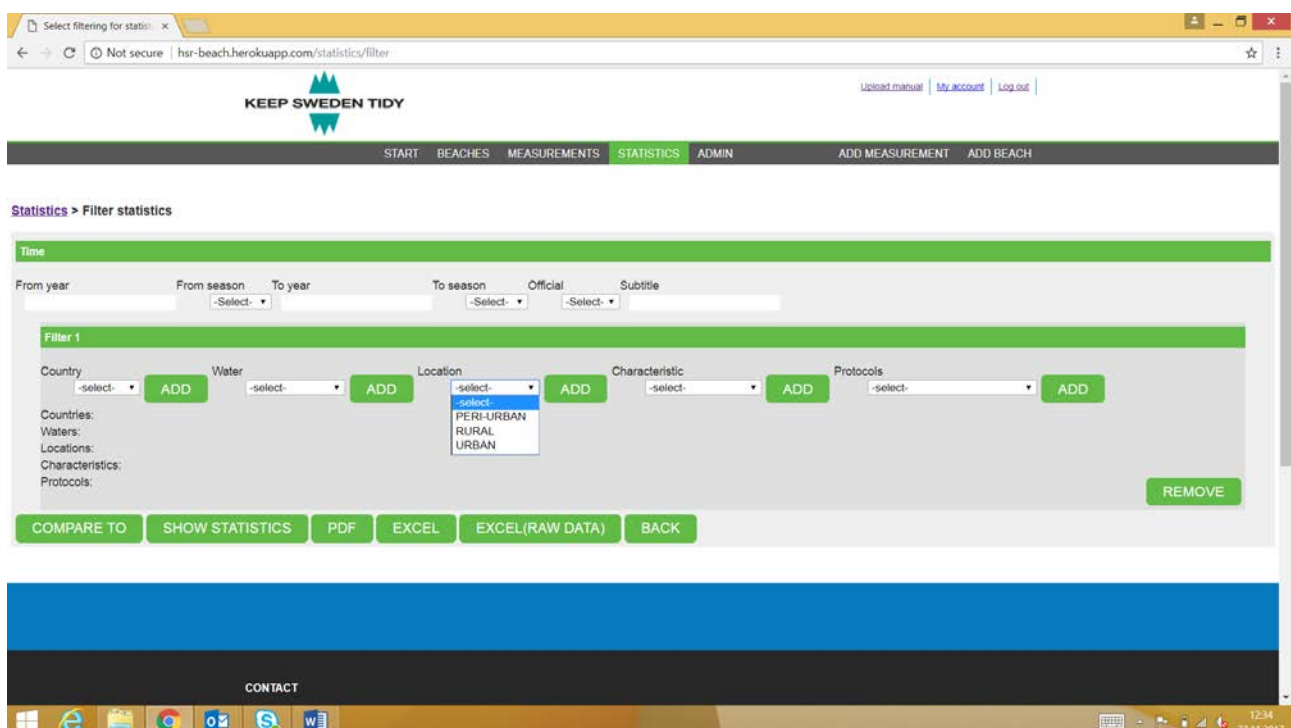 Select filtering for statis
Not secure | hsr-beach.herokuapp.com/statistics/filter
KEEP SWEDEN TIDY
Upload manual My account Log out
START BEACHES MEASUREMENTS STATISTICS ADMIN ADD MEASUREMENT ADD BEACH
Statistics > Filter statistics
Time
From year From season To year To season Official Subtitle
-Select- -Select- -Select-
Filter 1
Country Water Location Characteristic Protocols
-select- ADD -select- ADD -select- ADD -select- ADD -select- ADD
-select-
PERI-URBAN
RURAL
URBAN
Countries:
Waters:
Locations:
Characteristics:
Protocols:
REMOVE
COMPARE TO SHOW STATISTICS PDF EXCEL EXCEL(RAW DATA) BACK
CONTACT
12:34